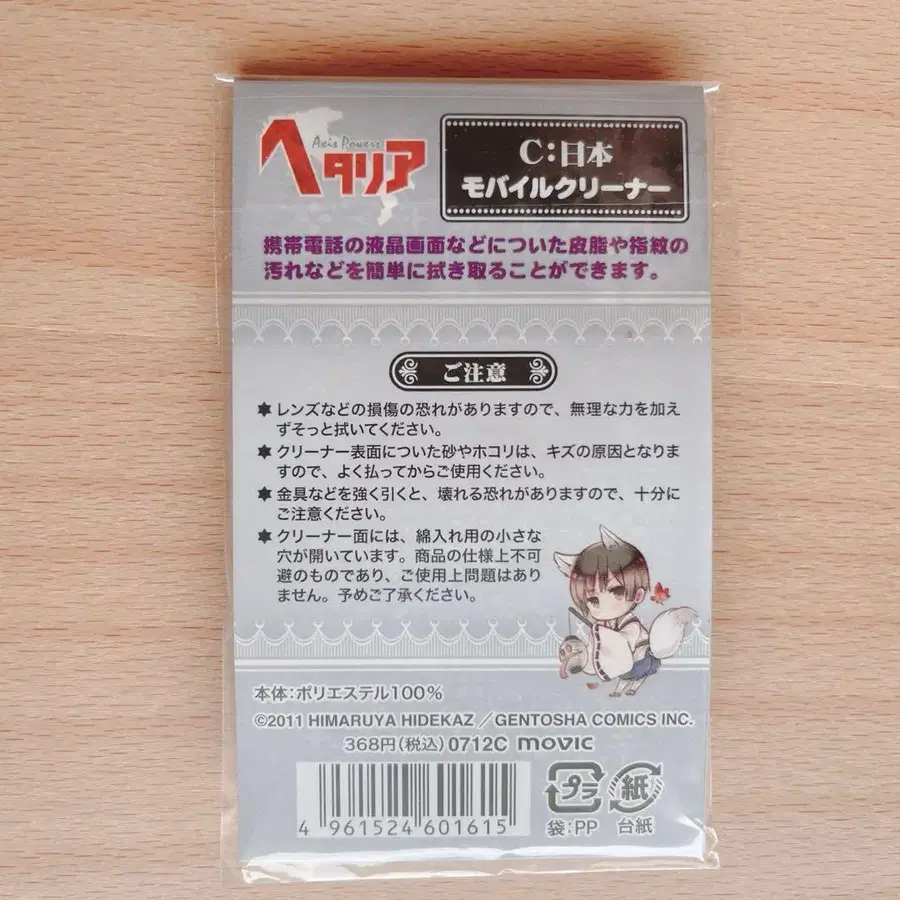 Axis Powers
ヘタリア
C:日本
モバイルクリーナー
携帯電話の液晶画面などについた皮脂や指紋の
汚れなどを簡単に拭き取ることができます。
ご注意
レンズなどの損傷の恐れがありますので、無理な力を加え
ずそっと拭いてください。
クリーナー表面についた砂やホコリは、キズの原因となりま
すので、よく払ってからご使用ください。
金具などを強く引くと、壊れる恐れがありますので、十分に
ご注意ください。
クリーナー面には、綿入れ用の小さな
穴が開いています。商品の仕様上不可
避のものであり、ご使用上問題はあり
ません。予めご了承ください。
本体:ポリエステル100%
©2011 HIMARUYA HIDEKAZ/GENTOSHA COMICS INC.
368円(税込)0712C movic
4 961524 601615
プラ 紙
袋:PP 台紙